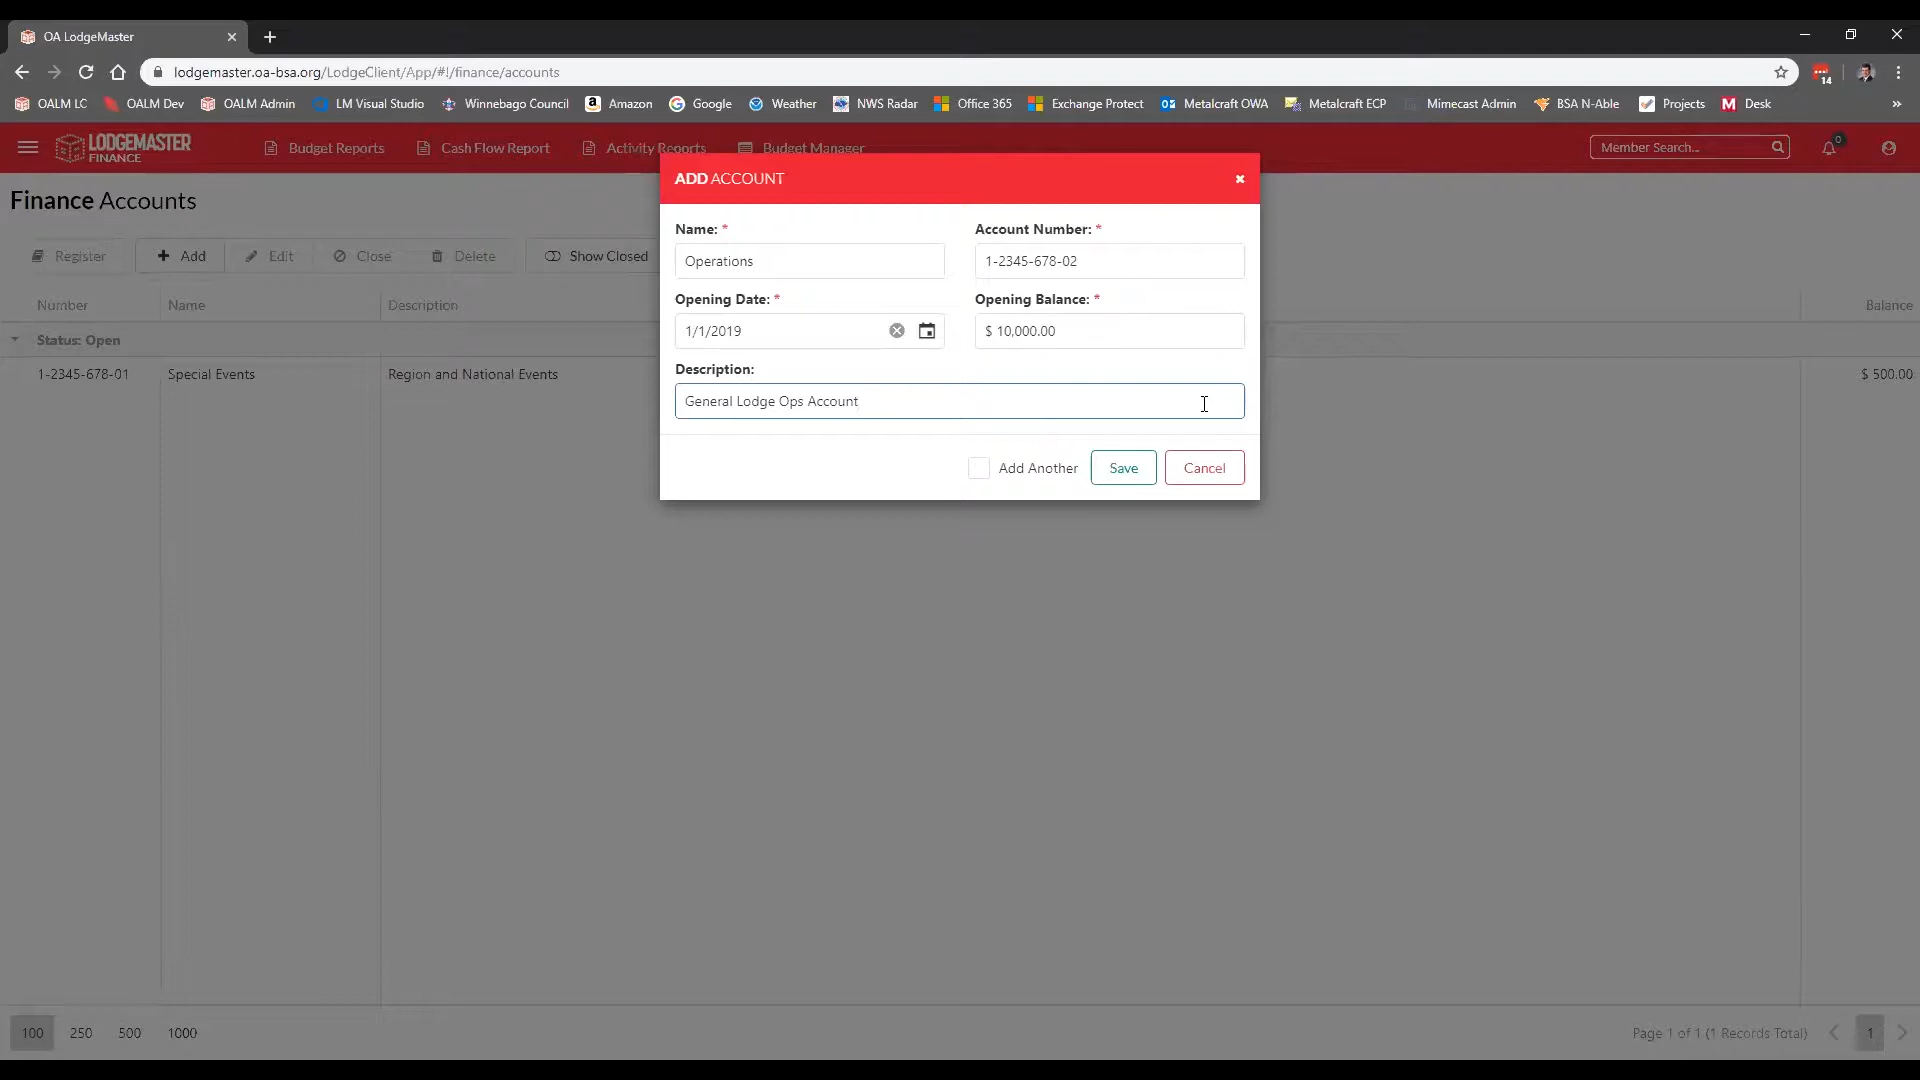 OA LodgeMaster
lodgemaster.oa-bsa.org/LodgeClient/App/#!/finance/accounts
14
OALM LC OALM Dev OALM Admin LM Visual Studio Winnebago Council Amazon Google Weather NWS Radar Office 365 Exchange Protect Metalcraft OWA Metalcraft ECP Mimecast Admin BSA N-Able Projects Desk
LODGEMASTER
FINANCE
Budget Reports Cash Flow Report Activity Reports Budget Manager Member Search... 0
Finance Accounts
Register Add Edit Close Delete Show Closed
Number Name Description Balance
Status: Open
1-2345-678-01 Special Events Region and National Events $ 500.00
ADD ACCOUNT
Name: * Account Number: *
Operations 1-2345-678-02
Opening Date: * Opening Balance: *
1/1/2019 $ 10,000.00
Description:
General Lodge Ops Account
Add Another Save Cancel
100 250 500 1000 Page 1 of 1 (1 Records Total) 1